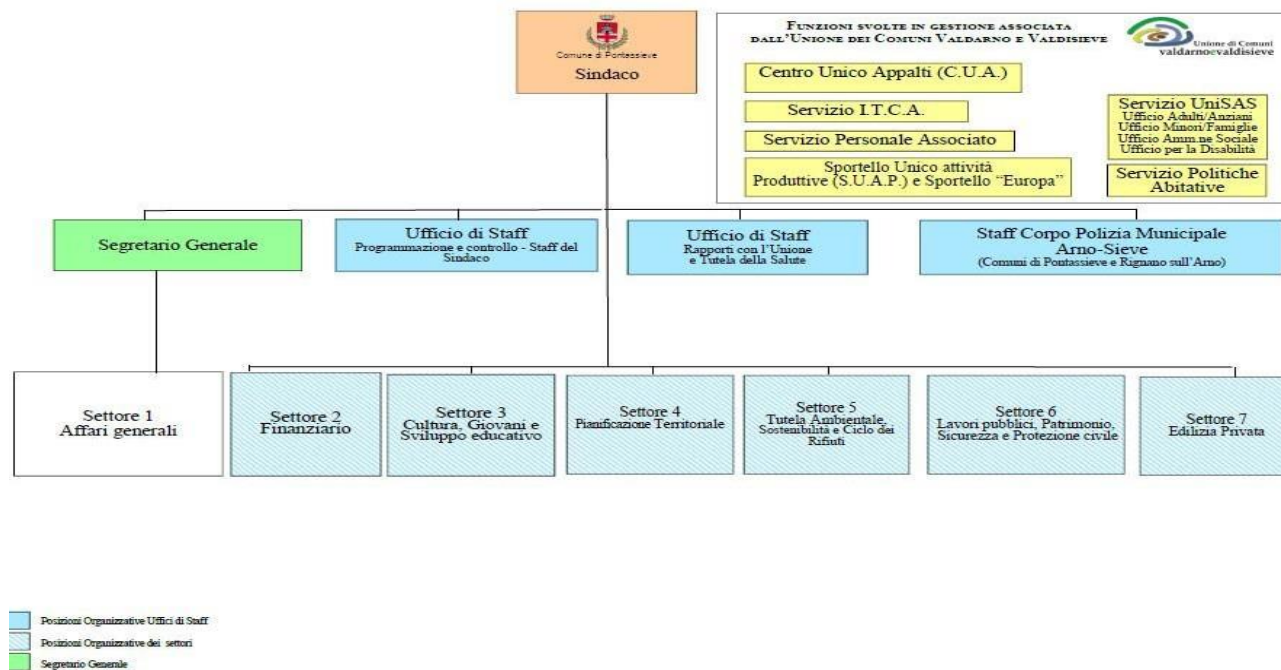 Comune di Pontassieve
Sindaco
FUNZIONI SVOLTE IN GESTIONE ASSOCIATA
DALL'UNIONE DEI COMUNI VALDARNO E VALDISIEVE
Unione di Comuni
valdarnoevaldisieve
Centro Unico Appalti (C.U.A.)
Servizio I.T.C.A.
Servizio Personale Associato
Sportello Unico attività
Produttive (S.U.A.P.) e Sportello "Europa"
Servizio UniSAS
Ufficio Adulti/Anziani
Ufficio Minori/Famiglie
Ufficio Amm.ne Sociale
Ufficio per la Disabilità
Servizio Politiche
Abitative
Segretario Generale
Ufficio di Staff
Programmazione e controllo - Staff del
Sindaco
Ufficio di Staff
Rapporti con l'Unione
e Tutela della Salute
Staff Corpo Polizia Municipale
Arno-Sieve
(Comuni di Pontassieve e Rignano sull'Arno)
Settore 1
Affari generali
Settore 2
Finanziario
Settore 3
Cultura, Giovani e
Sviluppo educativo
Settore 4
Pianificazione Territoriale
Settore 5
Tutela Ambientale,
Sostenibilità e Ciclo dei
Rifiuti
Settore 6
Lavori pubblici, Patrimonio,
Sicurezza e Protezione civile
Settore 7
Edilizia Privata
Posizioni Organizzative Uffici di Staff
Posizioni Organizzative dei settori
Segretario Generale